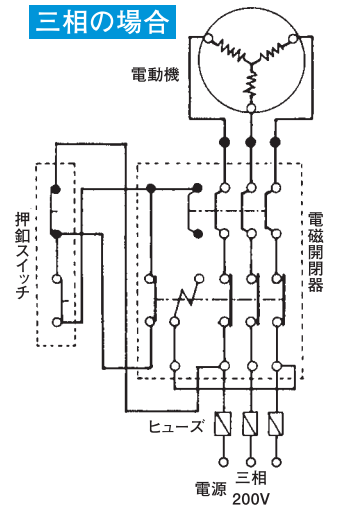 三相の場合
電動機
押釦スイッチ
電磁開閉器
ヒューズ
電源
三相
200V